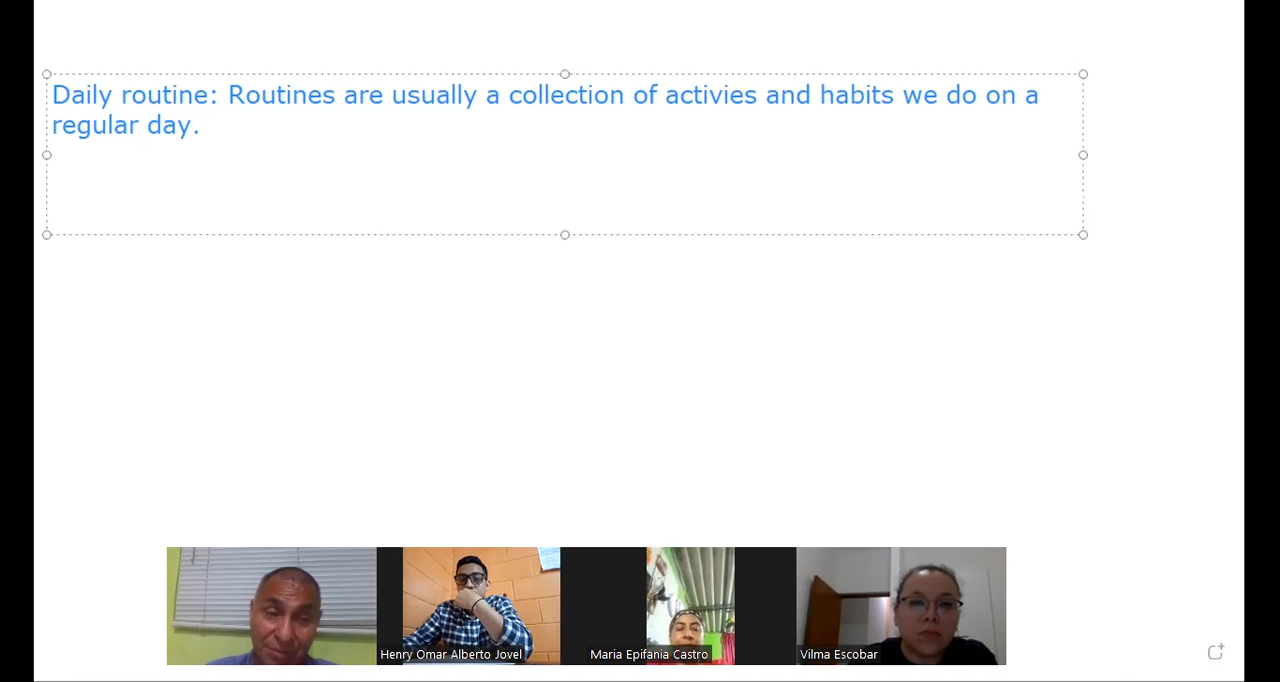 Daily routine: Routines are usually a collection of activies and habits we do on a
regular day.
Henry Omar Alberto Jovel
Maria Epifania Castro
Vilma Escobar